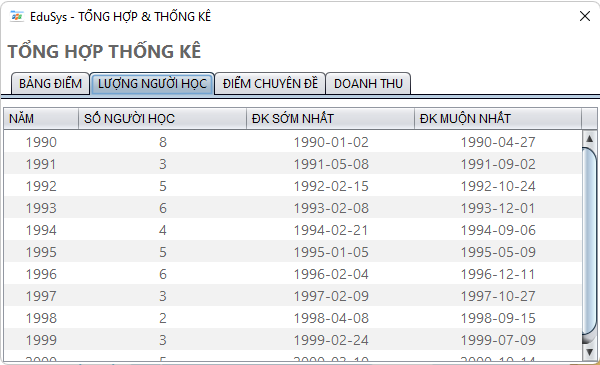 EduSys - TỔNG HỢP & THỐNG KÊ
TỔNG HỢP THỐNG KÊ
BẢNG ĐIỂM LƯỢNG NGƯỜI HỌC ĐIỂM CHUYÊN ĐỀ DOANH THU
NĂM SỐ NGƯỜI HỌC ĐK SỚM NHẤT ĐK MUỘN NHẤT
1990 8 1990-01-02 1990-04-27
1991 3 1991-05-08 1991-09-02
1992 5 1992-02-15 1992-10-24
1993 6 1993-02-08 1993-12-01
1994 4 1994-02-21 1994-09-06
1995 5 1995-01-05 1995-05-09
1996 6 1996-02-04 1996-12-11
1997 3 1997-02-09 1997-10-27
1998 2 1998-04-08 1998-09-15
1999 3 1999-02-24 1999-07-09
2000